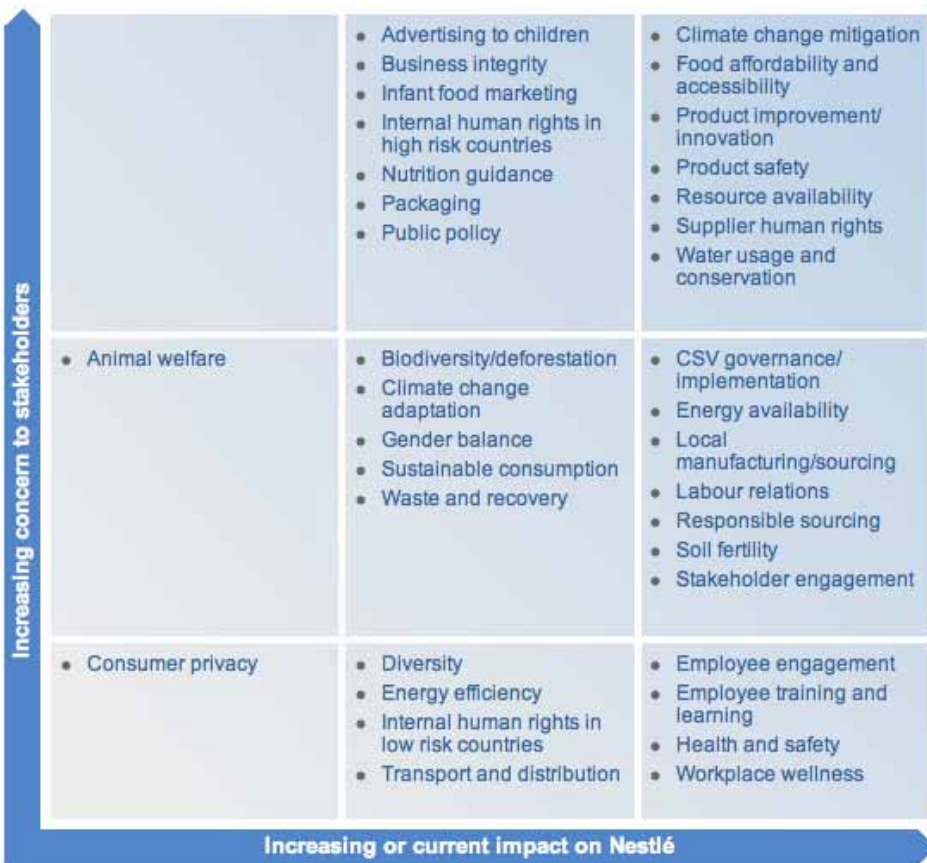 Increasing concern to stakeholders
• Advertising to children
• Business integrity
• Infant food marketing
• Internal human rights in
high risk countries
• Nutrition guidance
• Packaging
• Public policy
• Climate change mitigation
• Food affordability and
accessibility
• Product improvement/
innovation
• Product safety
• Resource availability
• Supplier human rights
• Water usage and
conservation
• Animal welfare
• Biodiversity/deforestation
• Climate change
adaptation
• Gender balance
• Sustainable consumption
• Waste and recovery
• CSV governance/
implementation
• Energy availability
• Local
manufacturing/sourcing
• Labour relations
• Responsible sourcing
• Soil fertility
• Stakeholder engagement
• Consumer privacy
• Diversity
• Energy efficiency
• Internal human rights in
low risk countries
• Transport and distribution
• Employee engagement
• Employee training and
learning
• Health and safety
• Workplace wellness
Increasing or current impact on Nestlé